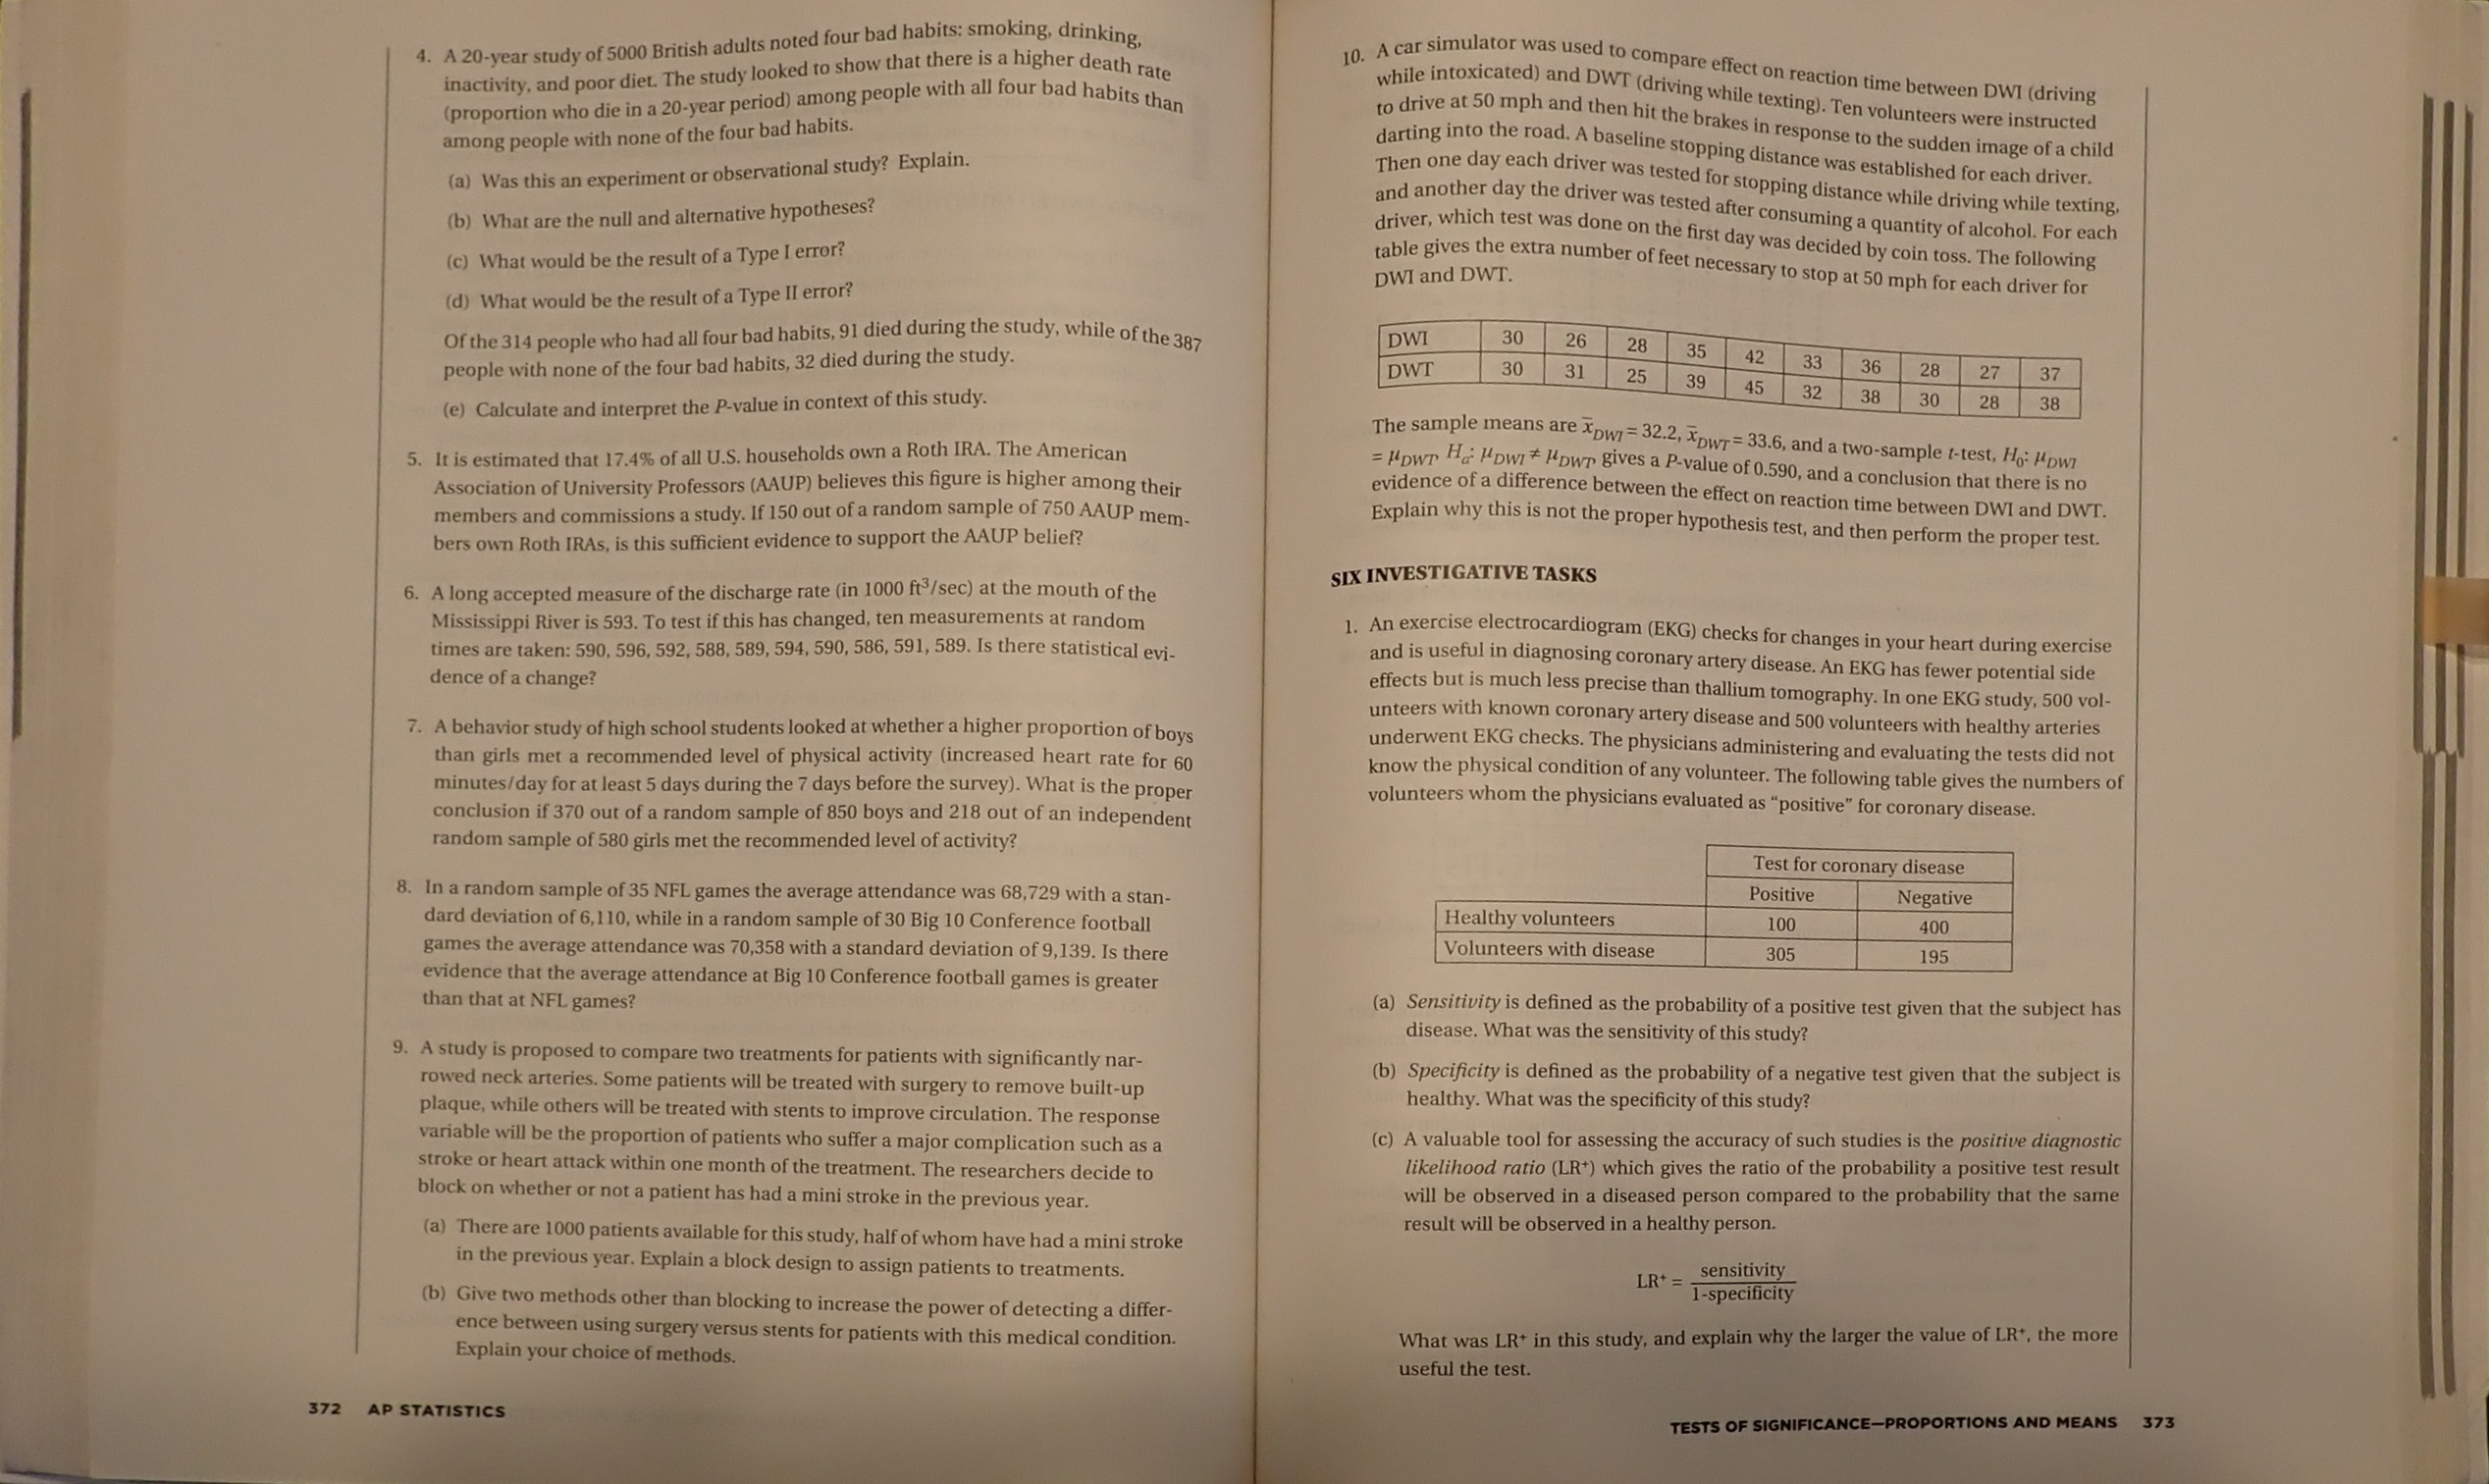 4. A 20-year study of 5000 British adults noted four bad habits: smoking, drinking,
inactivity, and poor diet. The study looked to show that there is a higher death rate
(proportion who die in a 20-year period) among people with all four bad habits than
among people with none of the four bad habits.
(a) Was this an experiment or observational study? Explain.
(b) What are the null and alternative hypotheses?
(c) What would be the result of a Type I error?
(d) What would be the result of a Type II error?
Of the 314 people who had all four bad habits, 91 died during the study, while of the 387
people with none of the four bad habits, 32 died during the study.
(e) Calculate and interpret the P-value in context of this study.
5. It is estimated that 17.4% of all U.S. households own a Roth IRA. The American
Association of University Professors (AAUP) believes this figure is higher among their
members and commissions a study. If 150 out of a random sample of 750 AAUP mem-
bers own Roth IRAs, is this sufficient evidence to support the AAUP belief?
6. A long accepted measure of the discharge rate (in 1000 ft³/sec) at the mouth of the
Mississippi River is 593. To test if this has changed, ten measurements at random
times are taken: 590, 596, 592, 588, 589, 594, 590, 586, 591, 589. Is there statistical evi-
dence of a change?
7. A behavior study of high school students looked at whether a higher proportion of boys
than girls met a recommended level of physical activity (increased heart rate for 60
minutes/day for at least 5 days during the 7 days before the survey). What is the proper
conclusion if 370 out of a random sample of 850 boys and 218 out of an independent
random sample of 580 girls met the recommended level of activity?
8. In a random sample of 35 NFL games the average attendance was 68,729 with a stan-
dard deviation of 6,110, while in a random sample of 30 Big 10 Conference football
games the average attendance was 70,358 with a standard deviation of 9,139. Is there
evidence that the average attendance at Big 10 Conference football games is greater
than that at NFL games?
9. A study is proposed to compare two treatments for patients with significantly nar-
rowed neck arteries. Some patients will be treated with surgery to remove built-up
plaque, while others will be treated with stents to improve circulation. The response
variable will be the proportion of patients who suffer a major complication such as a
stroke or heart attack within one month of the treatment. The researchers decide to
block on whether or not a patient has had a mini stroke in the previous year.
(a) There are 1000 patients available for this study, half of whom have had a mini stroke
in the previous year. Explain a block design to assign patients to treatments.
(b) Give two methods other than blocking to increase the power of detecting a differ-
ence between using surgery versus stents for patients with this medical condition.
Explain your choice of methods.
372 AP STATISTICS
10. A car simulator was used to compare effect on reaction time between DWI (driving
while intoxicated) and DWT (driving while texting). Ten volunteers were instructed
to drive at 50 mph and then hit the brakes in response to the sudden image of a child
darting into the road. A baseline stopping distance was established for each driver.
Then one day each driver was tested for stopping distance while driving while texting,
and another day the driver was tested after consuming a quantity of alcohol. For each
driver, which test was done on the first day was decided by coin toss. The following
table gives the extra number of feet necessary to stop at 50 mph for each driver for
DWI and DWT.
DWI 30 26 28 35 42 33 36 28 27 37
DWT 30 31 25 39 45 32 38 30 28 38
The sample means are x̄DWI = 32.2, x̄DWT = 33.6, and a two-sample t-test, H₀: μDWI
= μDWT, Hₐ: μDWI ≠ μDWT gives a P-value of 0.590, and a conclusion that there is no
evidence of a difference between the effect on reaction time between DWI and DWT.
Explain why this is not the proper hypothesis test, and then perform the proper test.
SIX INVESTIGATIVE TASKS
1. An exercise electrocardiogram (EKG) checks for changes in your heart during exercise
and is useful in diagnosing coronary artery disease. An EKG has fewer potential side
effects but is much less precise than thallium tomography. In one EKG study, 500 vol-
unteers with known coronary artery disease and 500 volunteers with healthy arteries
underwent EKG checks. The physicians administering and evaluating the tests did not
know the physical condition of any volunteer. The following table gives the numbers of
volunteers whom the physicians evaluated as “positive” for coronary disease.
Test for coronary disease
Positive Negative
Healthy volunteers 100 400
Volunteers with disease 305 195
(a) Sensitivity is defined as the probability of a positive test given that the subject has
disease. What was the sensitivity of this study?
(b) Specificity is defined as the probability of a negative test given that the subject is
healthy. What was the specificity of this study?
(c) A valuable tool for assessing the accuracy of such studies is the positive diagnostic
likelihood ratio (LR⁺) which gives the ratio of the probability a positive test result
will be observed in a diseased person compared to the probability that the same
result will be observed in a healthy person.
LR⁺ = sensitivity
1-specificity
What was LR⁺ in this study, and explain why the larger the value of LR⁺, the more
useful the test.
TESTS OF SIGNIFICANCE—PROPORTIONS AND MEANS 373